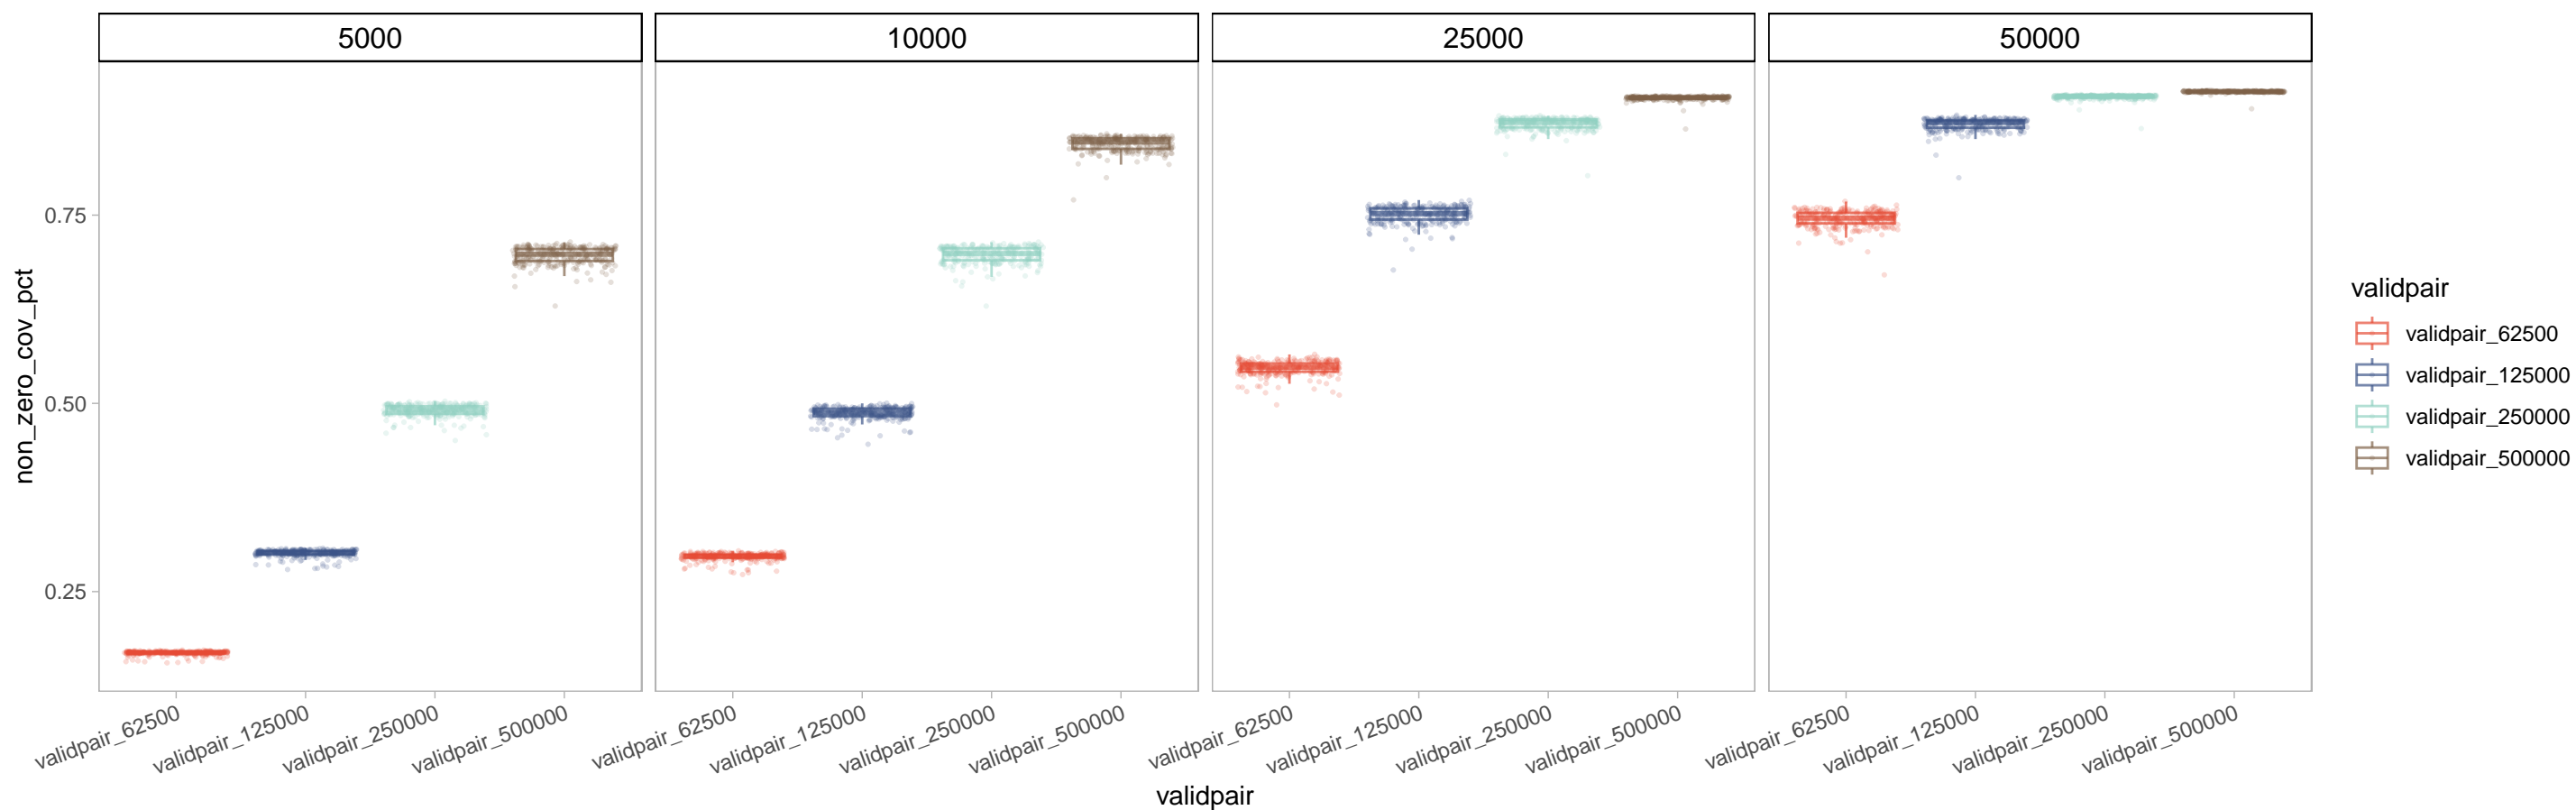 5000
10000
25000
50000
non_zero_cov_pct
0.75
0.50
0.25
validpair_62500
validpair_125000
validpair_250000
validpair_500000
validpair_62500
validpair_125000
validpair_250000
validpair_500000
validpair_62500
validpair_125000
validpair_250000
validpair_500000
validpair_62500
validpair_125000
validpair_250000
validpair_500000
validpair
validpair
validpair_62500
validpair_125000
validpair_250000
validpair_500000